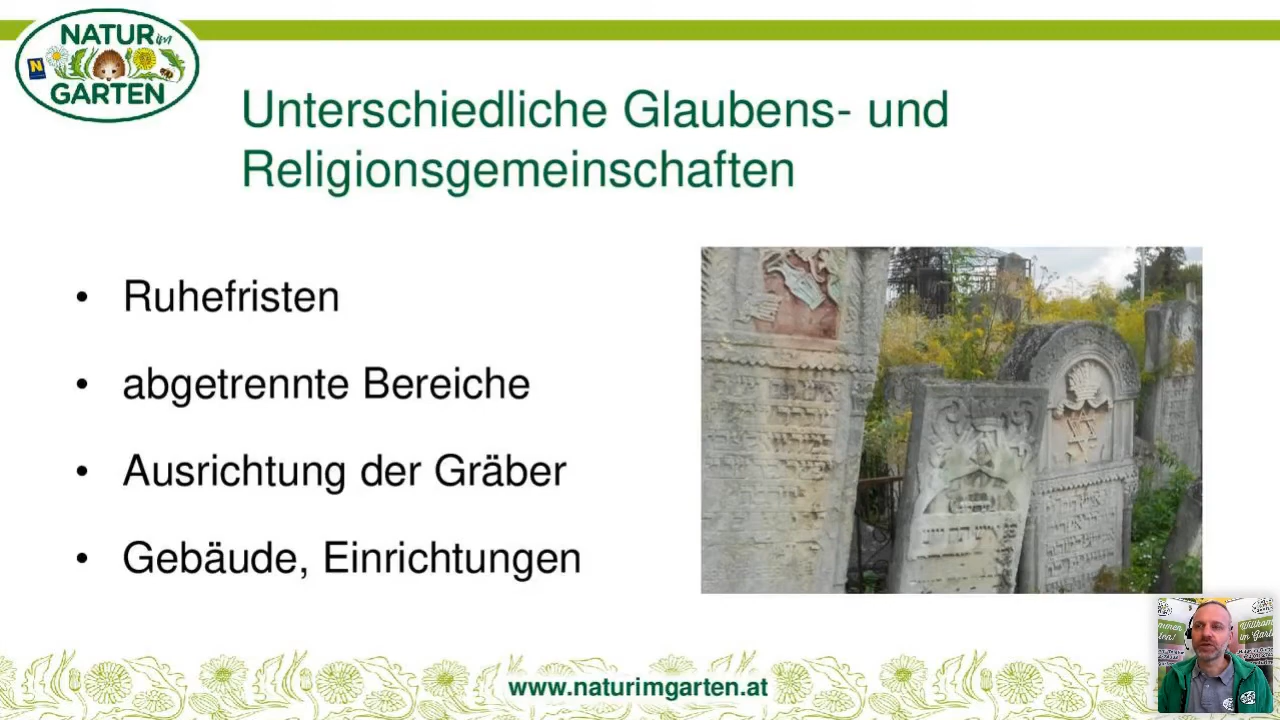 NATUR im
GARTEN
Unterschiedliche Glaubens- und
Religionsgemeinschaften
• Ruhefristen
• abgetrennte Bereiche
• Ausrichtung der Gräber
• Gebäude, Einrichtungen
www.naturimgarten.at